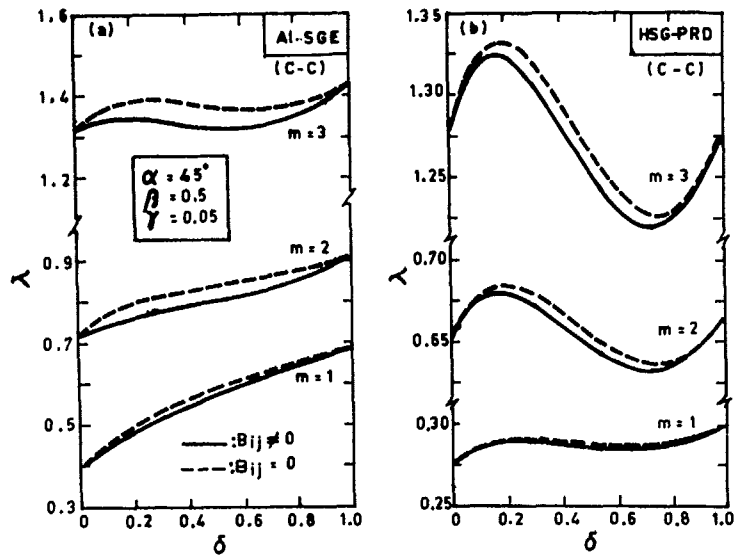 (a)
Al-SGE
(C-C)
1.6
1.4
1.2
0.9
0.7
0.5
0.3
λ
m=3
α = 45°
β = 0.5
γ = 0.05
m=2
m=1
:Bij ≠ 0
:Bij = 0
0 0.2 0.4 0.6 0.8 1.0
δ
(b)
HSG-PRD
(C-C)
1.35
1.30
1.25
0.70
0.65
0.30
0.25
λ
m=3
m=2
m=1
0 0.2 0.4 0.6 0.8 1.0
δ